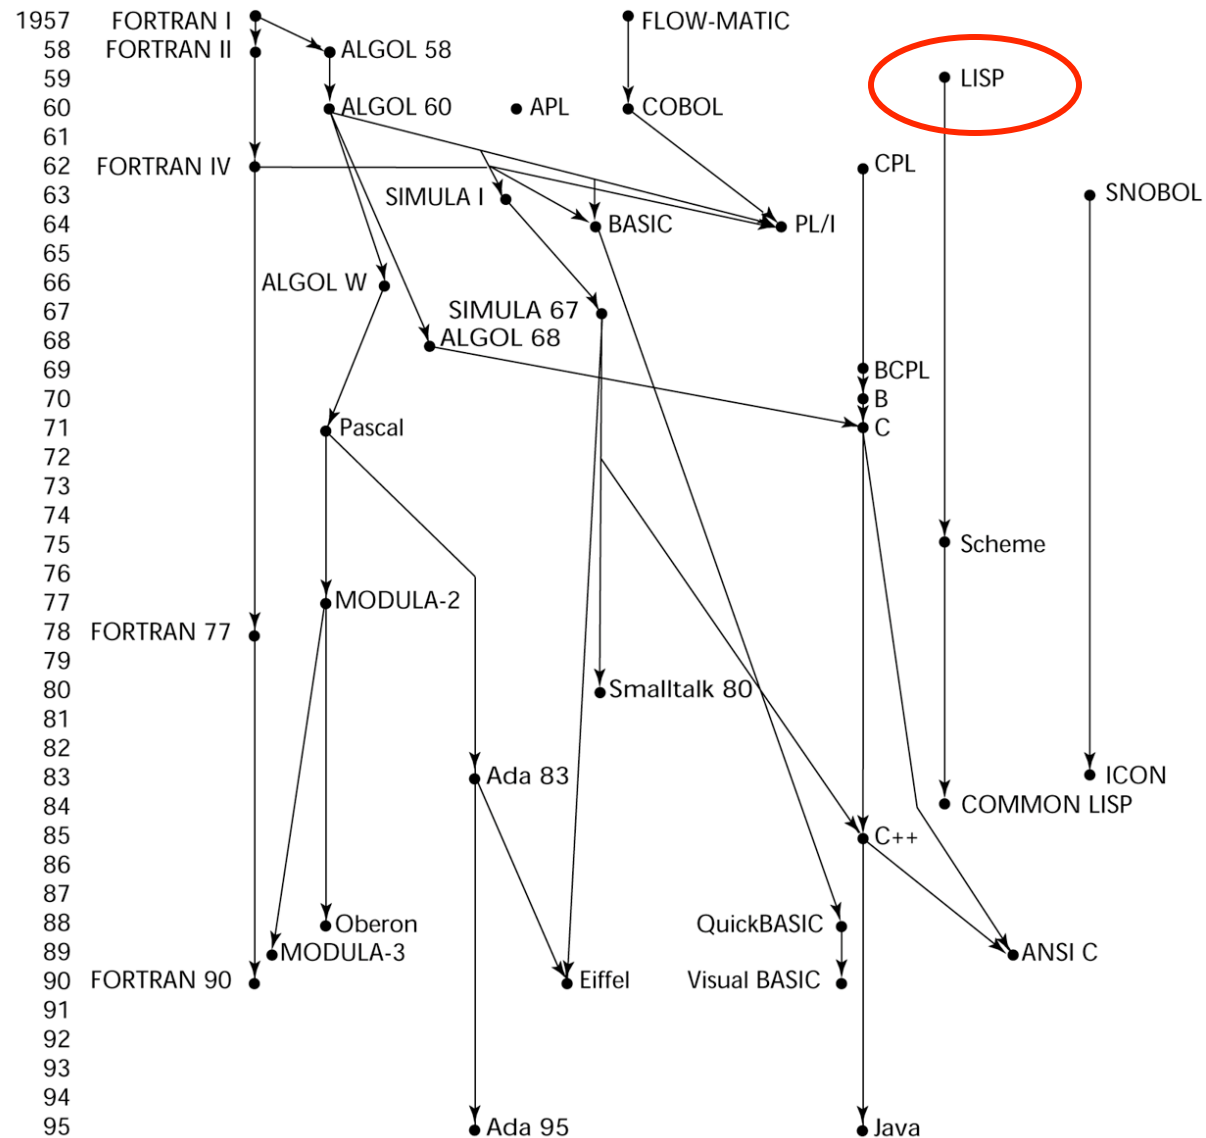 1957 FORTRAN I FLOW-MATIC
58 FORTRAN II ALGOL 58
59 LISP
60 ALGOL 60 APL COBOL
61
62 FORTRAN IV CPL
63 SIMULA I SNOBOL
64 BASIC PL/I
65
66 ALGOL W
67 SIMULA 67
68 ALGOL 68
69 BCPL
70 B
71 Pascal C
72
73
74
75 Scheme
76
77 MODULA-2
78 FORTRAN 77
79
80 Smalltalk 80
81
82
83 Ada 83 ICON
84 COMMON LISP
85 C++
86
87
88 Oberon QuickBASIC
89 MODULA-3 ANSI C
90 FORTRAN 90 Eiffel Visual BASIC
91
92
93
94
95 Ada 95 Java